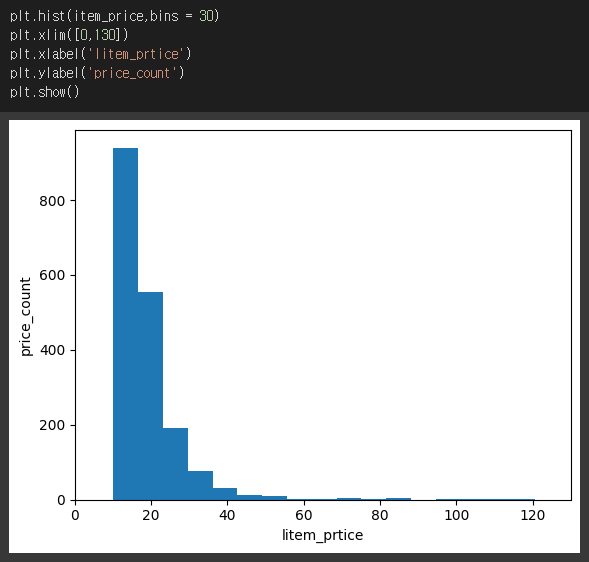 plt.hist(item_price,bins = 30)
plt.xlim([0,130])
plt.xlabel('litem_prtice')
plt.ylabel('price_count')
plt.show()
800
600
400
200
0
price_count
0 20 40 60 80 100 120
litem_prtice